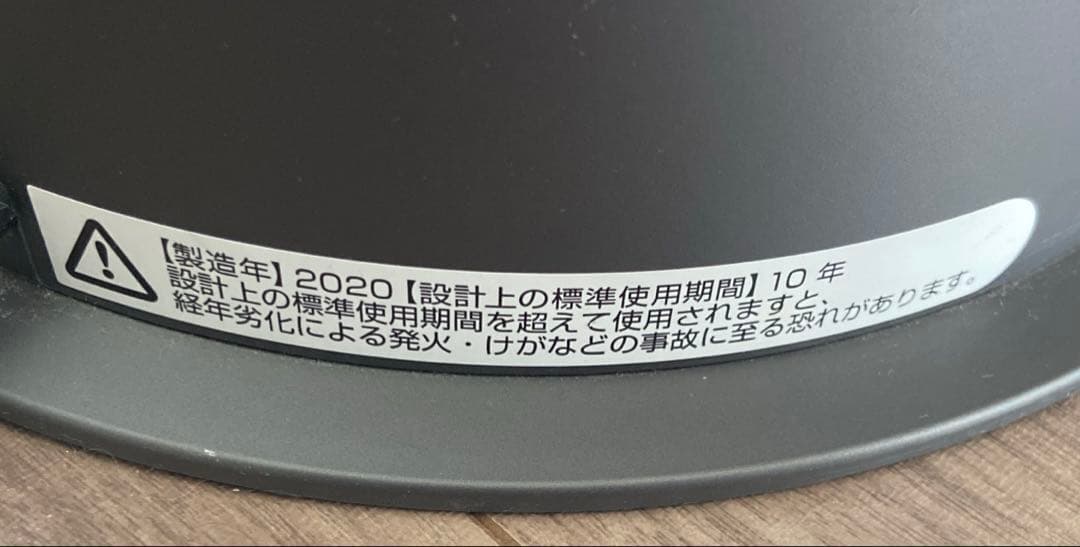 【製造年】2020【設計上の標準使用期間】10年
設計上の標準使用期間を超えて使用されますと、
経年劣化による発火・けがなどの事故に至る恐れがあります。